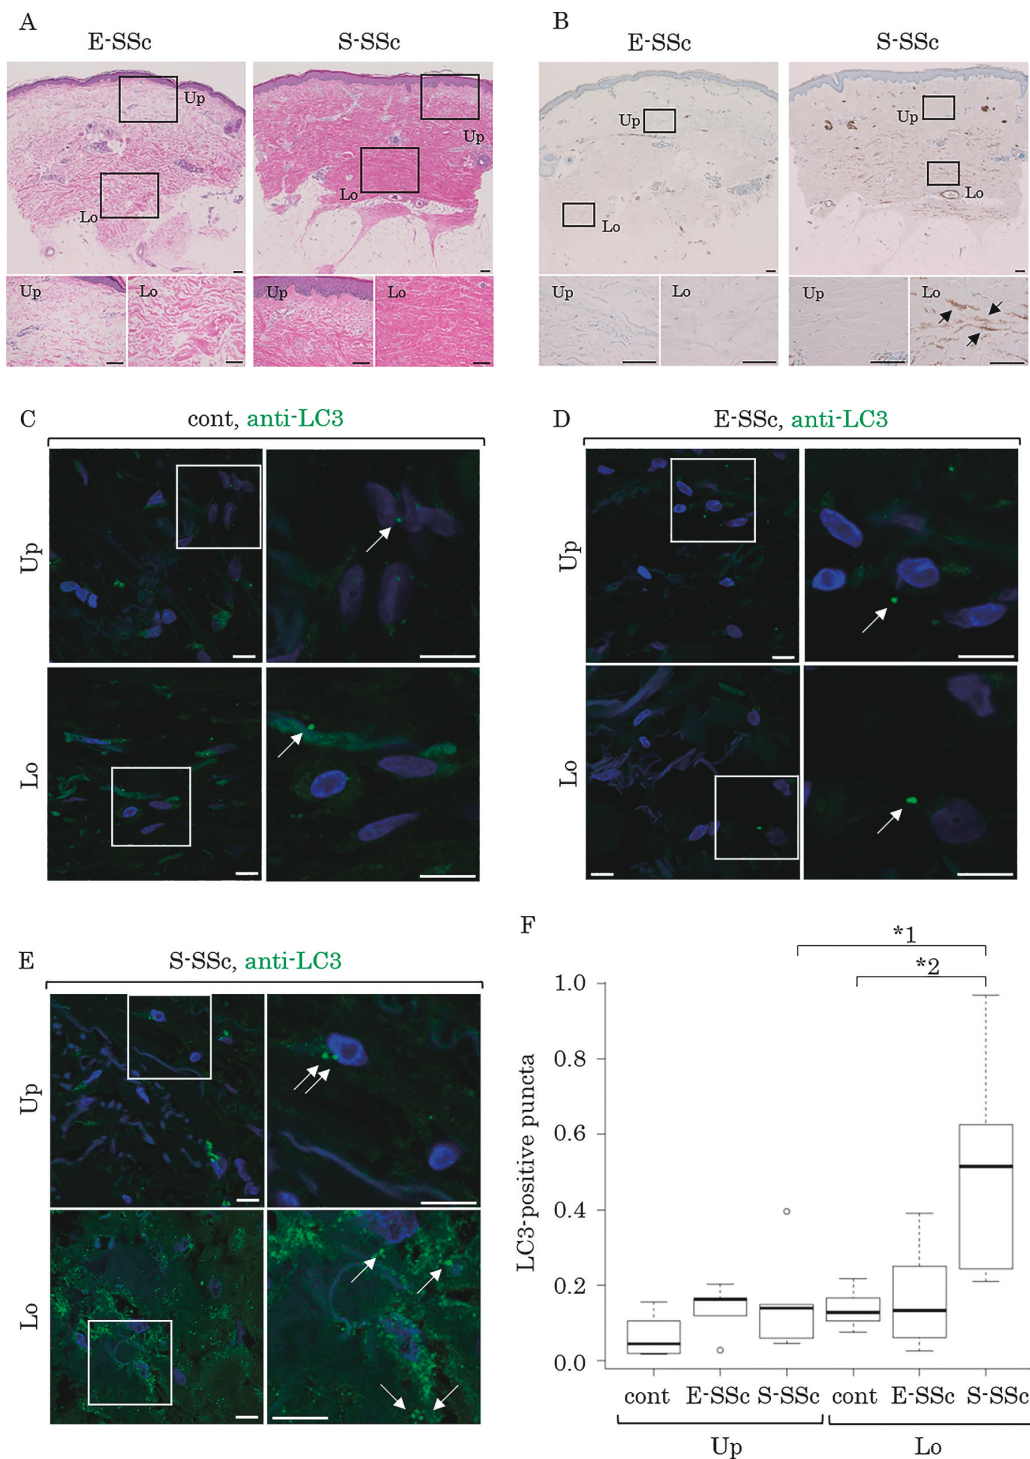 A
E-SSc S-SSc
Up
Up
Lo
Lo
Up Lo Up Lo
B
E-SSc S-SSc
Up
Up
Lo
Lo
Up Lo Up Lo
C
cont, anti-LC3
Up
Lo
D
E-SSc, anti-LC3
Up
Lo
E
S-SSc, anti-LC3
Up
Lo
F
*1
*2
LC3-positive puncta
1.0
0.8
0.6
0.4
0.2
0.0
cont E-SSc S-SSc cont E-SSc S-SSc
Up Lo